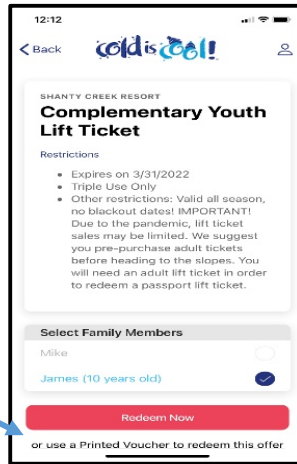 12:12
Back
cold is cool!
SHANTY CREEK RESORT
Complementary Youth
Lift Ticket
Restrictions
• Expires on 3/31/2022
• Triple Use Only
• Other restrictions: Valid all season,
no blackout dates! IMPORTANT!
Due to the pandemic, lift ticket
sales may be limited. We suggest
you pre-purchase adult tickets
before heading to the slopes. You
will need an adult lift ticket in order
to redeem a passport lift ticket.
Select Family Members
Mike
James (10 years old)
Redeem Now
or use a Printed Voucher to redeem this offer